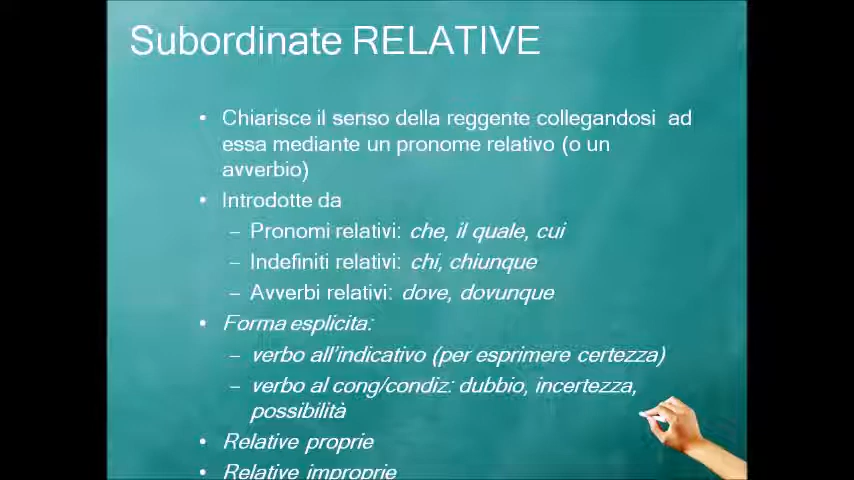 Subordinate RELATIVE
• Chiarisce il senso della reggente collegandosi ad
essa mediante un pronome relativo (o un
avverbio)
• Introdotte da
– Pronomi relativi: che, il quale, cui
– Indefiniti relativi: chi, chiunque
– Avverbi relativi: dove, dovunque
• Forma esplicita:
– verbo all'indicativo (per esprimere certezza)
– verbo al cong/condiz: dubbio, incertezza,
possibilità
• Relative proprie
• Relative improprie